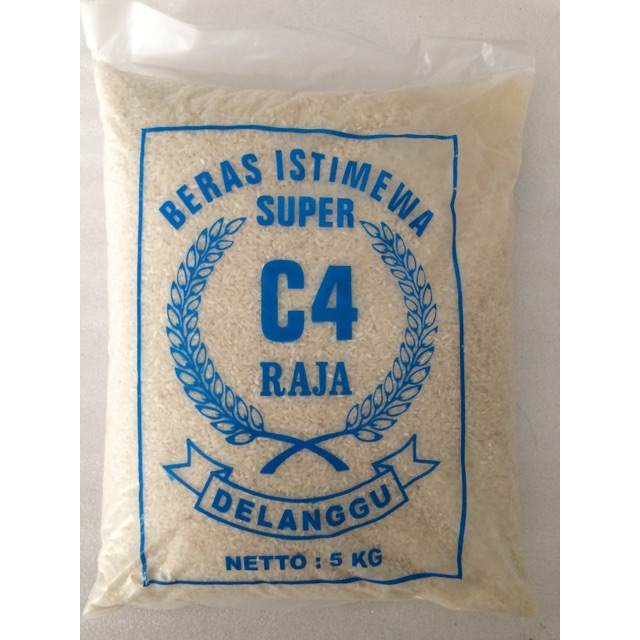 BERAS ISTIMEWA
SUPER
C4
RAJA
DELANGGU
NETTO : 5 KG